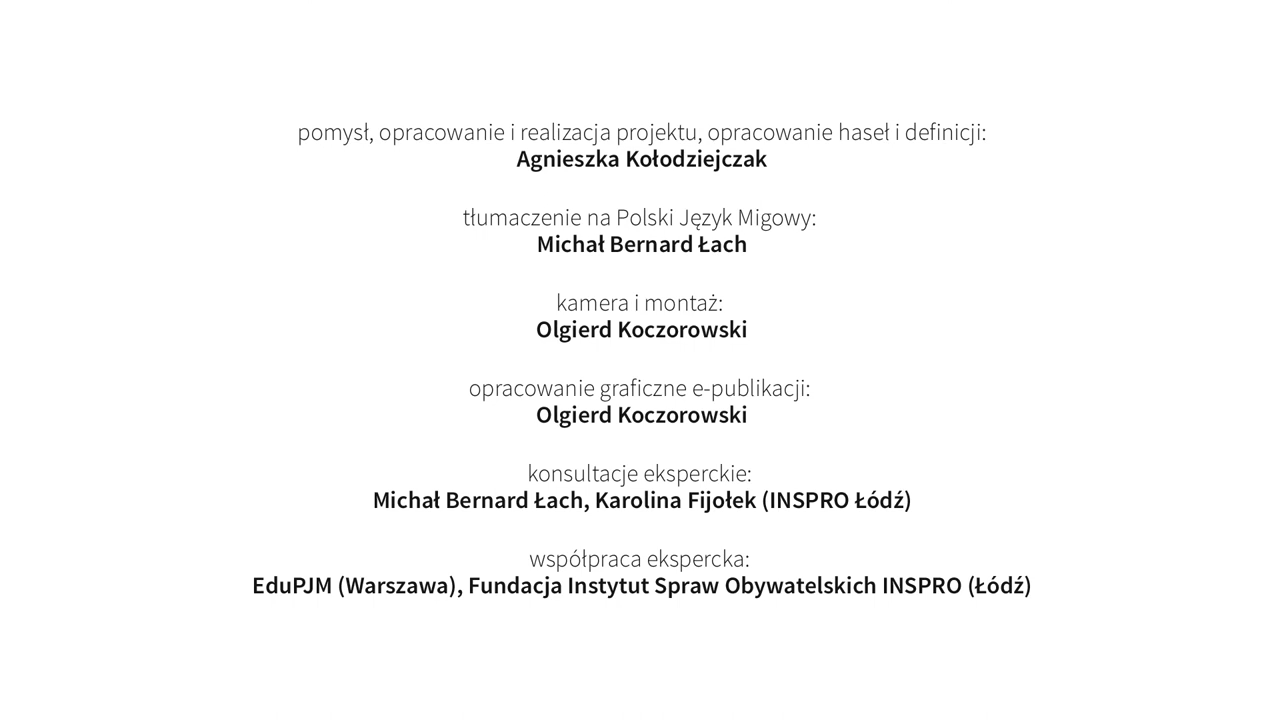 pomysł, opracowanie i realizacja projektu, opracowanie haseł i definicji:
Agnieszka Kołodziejczak
tłumaczenie na Polski Język Migowy:
Michał Bernard Łach
kamera i montaż:
Olgierd Koczorowski
opracowanie graficzne e-publikacji:
Olgierd Koczorowski
konsultacje eksperckie:
Michał Bernard Łach, Karolina Fijołek (INSPRO Łódź)
współpraca ekspercka:
EduPJM (Warszawa), Fundacja Instytut Spraw Obywatelskich INSPRO (Łódź)